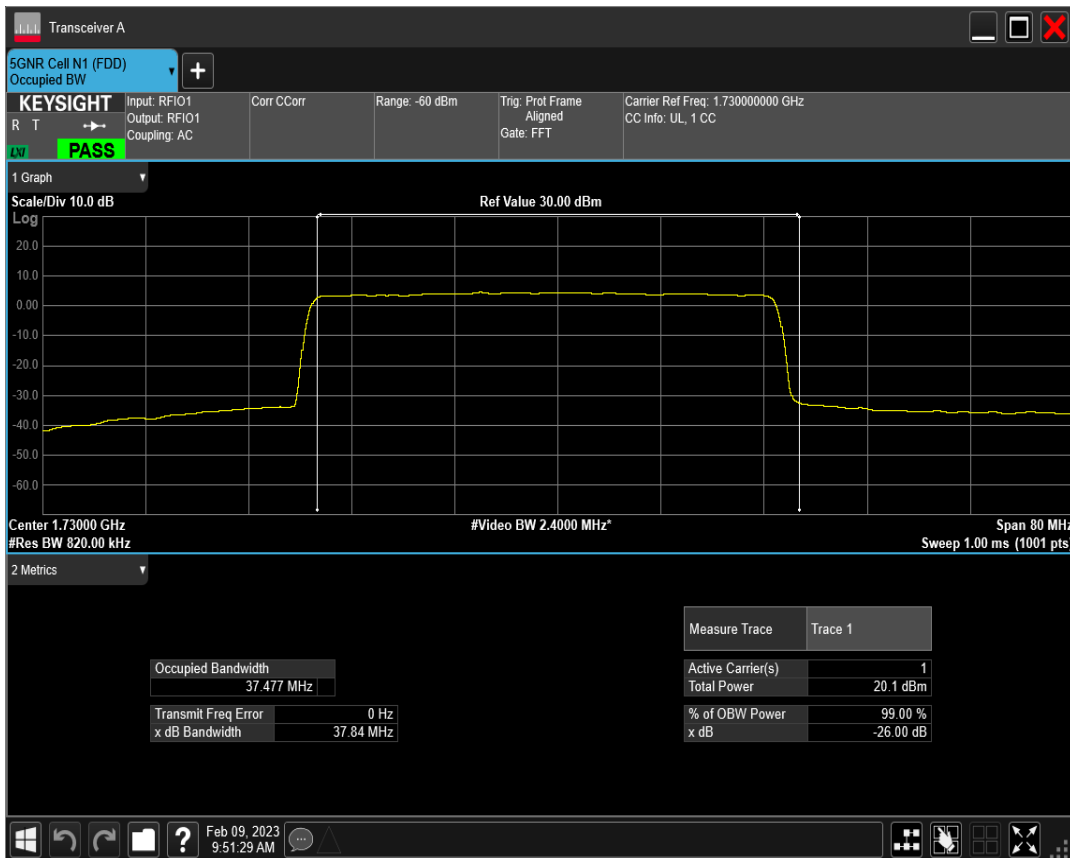 Transceiver A
5GNR Cell N1 (FDD)
Occupied BW
+
KEYSIGHT
R T
LXI
PASS
Input: RFIO1
Output: RFIO1
Coupling: AC
Corr CCorr
Range: -60 dBm
Trig: Prot Frame
Aligned
Gate: FFT
Carrier Ref Freq: 1.730000000 GHz
CC Info: UL, 1 CC
1 Graph
Scale/Div 10.0 dB
Ref Value 30.00 dBm
Log
20.0
10.0
0.00
-10.0
-20.0
-30.0
-40.0
-50.0
-60.0
Center 1.73000 GHz
#Video BW 2.4000 MHz*
Span 80 MHz
#Res BW 820.00 kHz
Sweep 1.00 ms (1001 pts)
2 Metrics
Measure Trace Trace 1
Occupied Bandwidth
37.477 MHz
Active Carrier(s) 1
Total Power 20.1 dBm
Transmit Freq Error 0 Hz
x dB Bandwidth 37.84 MHz
% of OBW Power 99.00 %
x dB -26.00 dB
?
Feb 09, 2023
9:51:29 AM